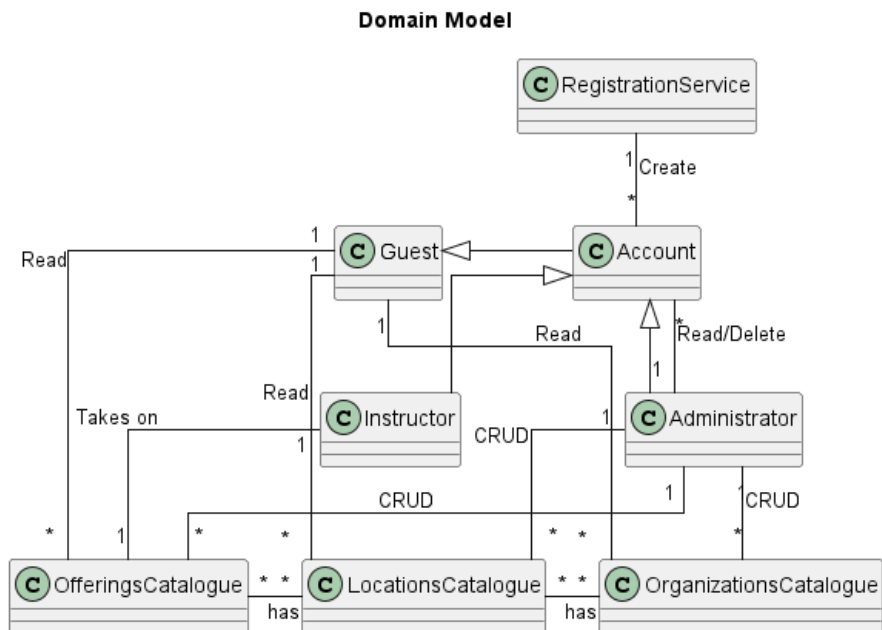 Domain Model
C RegistrationService
1
Create
*
1
C Guest
C Account
Read
1
1
Read
*
Read/Delete
1
Read
Takes on
C Instructor
1
CRUD
1
C Administrator
CRUD
1
1
CRUD
*
1
*
*
*
*
*
C OfferingsCatalogue
* *
has
C LocationsCatalogue
* *
has
C OrganizationsCatalogue